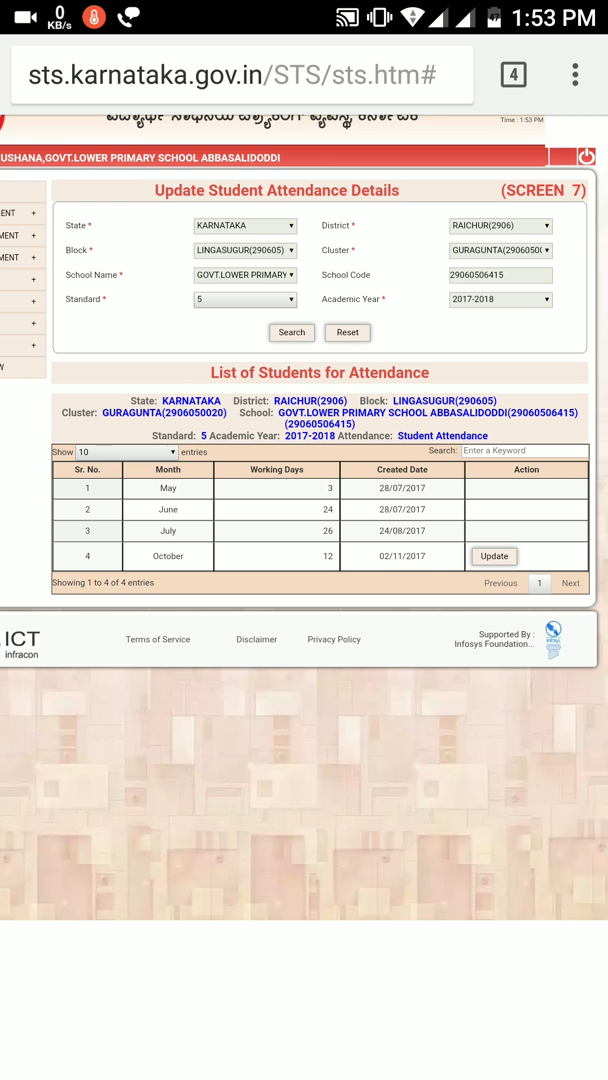 0 KB/s 47 1:53 PM
sts.karnataka.gov.in/STS/sts.htm# 4
Time : 1:53 PM
USHANA,GOVT.LOWER PRIMARY SCHOOL ABBASALIDODDI
Update Student Attendance Details (SCREEN 7)
ENT +
MENT +
MENT +
+
+
+
+
W
State * KARNATAKA District: * RAICHUR(2906)
Block * LINGASUGUR(290605) Cluster * GURAGUNTA(29060500
School Name * GOVT.LOWER PRIMARY School Code 29060506415
Standard * 5 Academic Year * 2017-2018
Search Reset
List of Students for Attendance
State: KARNATAKA District: RAICHUR(2906) Block: LINGASUGUR(290605)
Cluster: GURAGUNTA(2906050020) School: GOVT.LOWER PRIMARY SCHOOL ABBASALIDODDI(29060506415)
(29060506415)
Standard: 5 Academic Year: 2017-2018 Attendance: Student Attendance
Show 10 entries Search: Enter a Keyword
Sr. No. Month Working Days Created Date Action
1 May 3 28/07/2017
2 June 24 28/07/2017
3 July 26 24/08/2017
4 October 12 02/11/2017 Update
Showing 1 to 4 of 4 entries Previous 1 Next
ICT
infracon
Terms of Service Disclaimer Privacy Policy
Supported By :
Infosys Foundation...